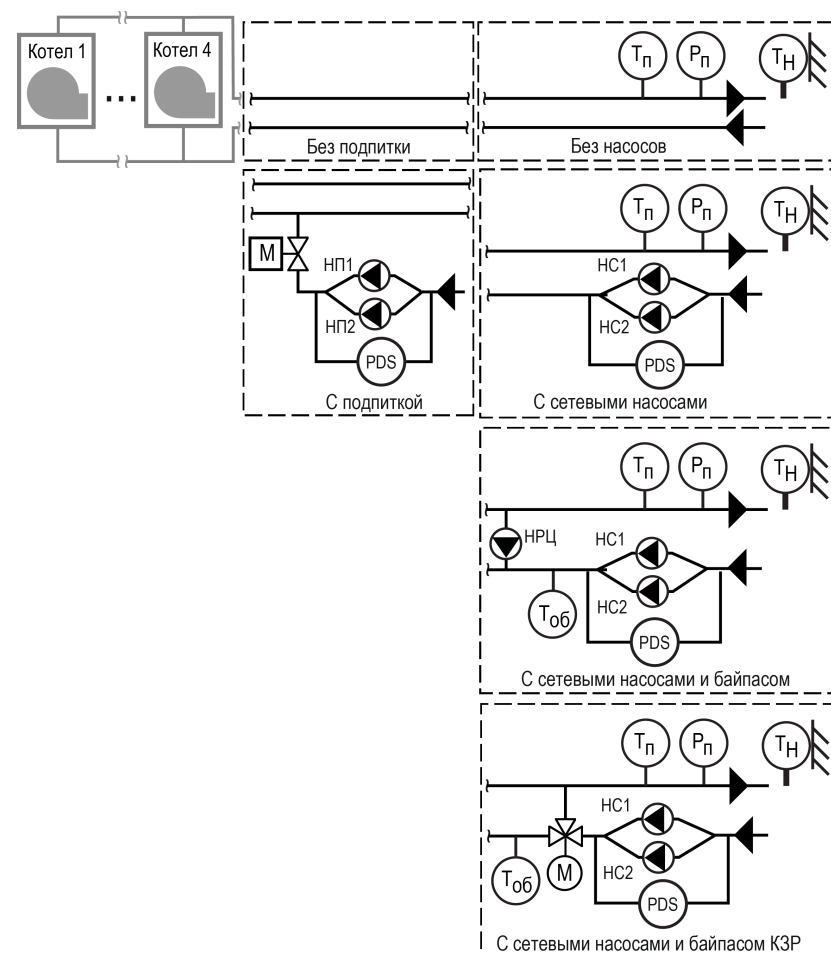 Котел 1
Котел 4
Тп
Рп
ТН
Без подпитки
Без насосов
М
НП1
НП2
PDS
С подпиткой
Тп
Рп
ТН
НС1
НС2
PDS
С сетевыми насосами
Тп
Рп
ТН
НРЦ
НС1
НС2
Тоб
PDS
С сетевыми насосами и байпасом
Тп
Рп
ТН
НС1
НС2
Тоб
М
PDS
С сетевыми насосами и байпасом КЗР